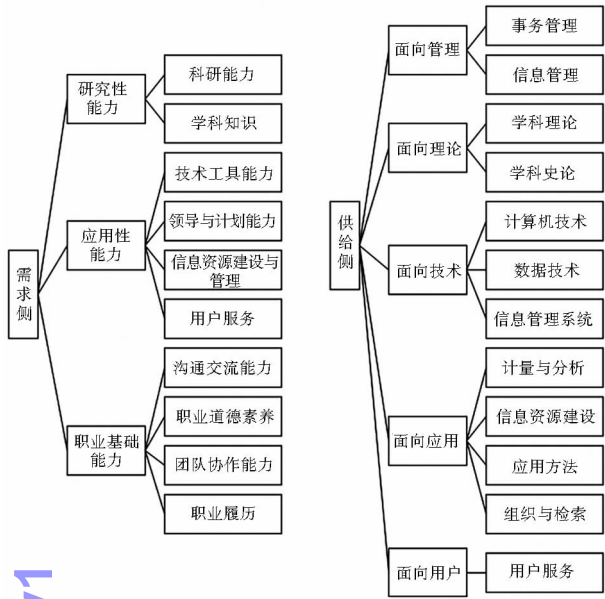 需
求
侧
研究性
能力
科研能力
学科知识
应用性
能力
技术工具能力
领导与计划能力
信息资源建设与
管理
用户服务
职业基础
能力
沟通交流能力
职业道德素养
团队协作能力
职业履历
供
给
侧
面向管理
事务管理
信息管理
面向理论
学科理论
学科史论
面向技术
计算机技术
数据技术
信息管理系统
面向应用
计量与分析
信息资源建设
应用方法
组织与检索
面向用户
用户服务